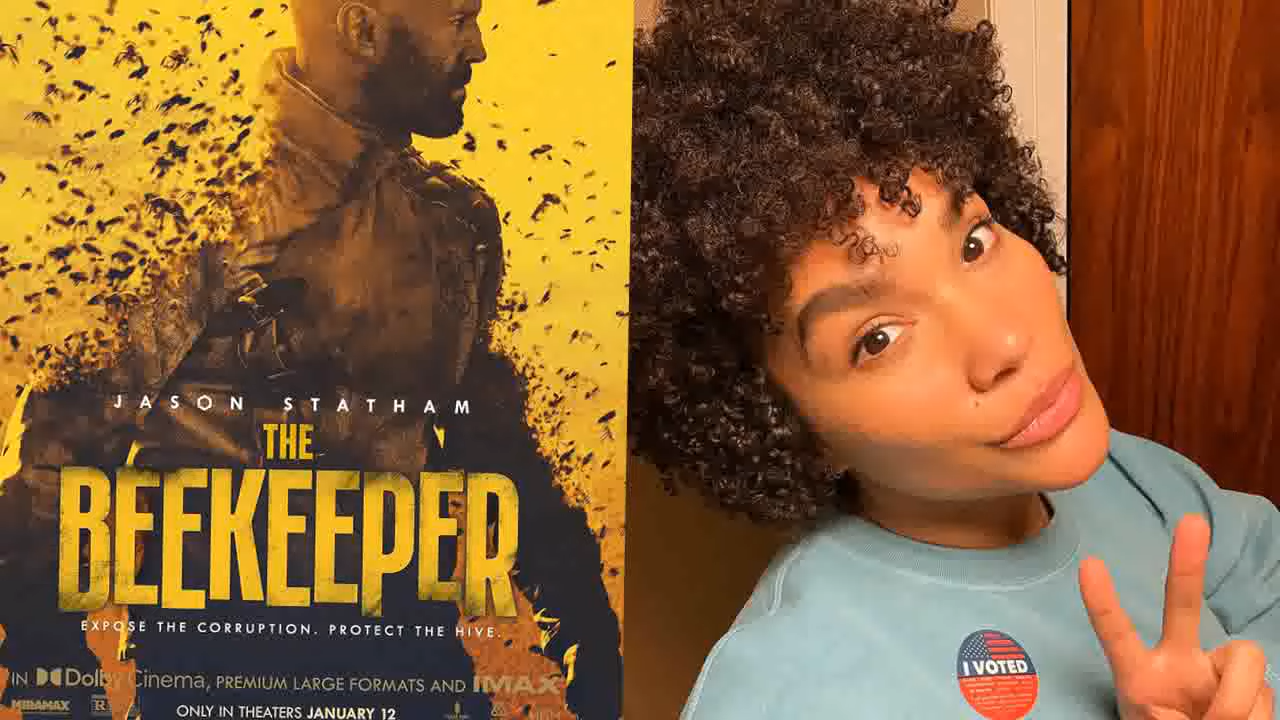 JASON STATHAM
THE
BEEKEEPER
EXPOSE THE CORRUPTION. PROTECT THE HIVE.
IN Dolby Cinema, PREMIUM LARGE FORMATS AND IMAX
MIRAMAX R ONLY IN THEATERS JANUARY 12
I VOTED